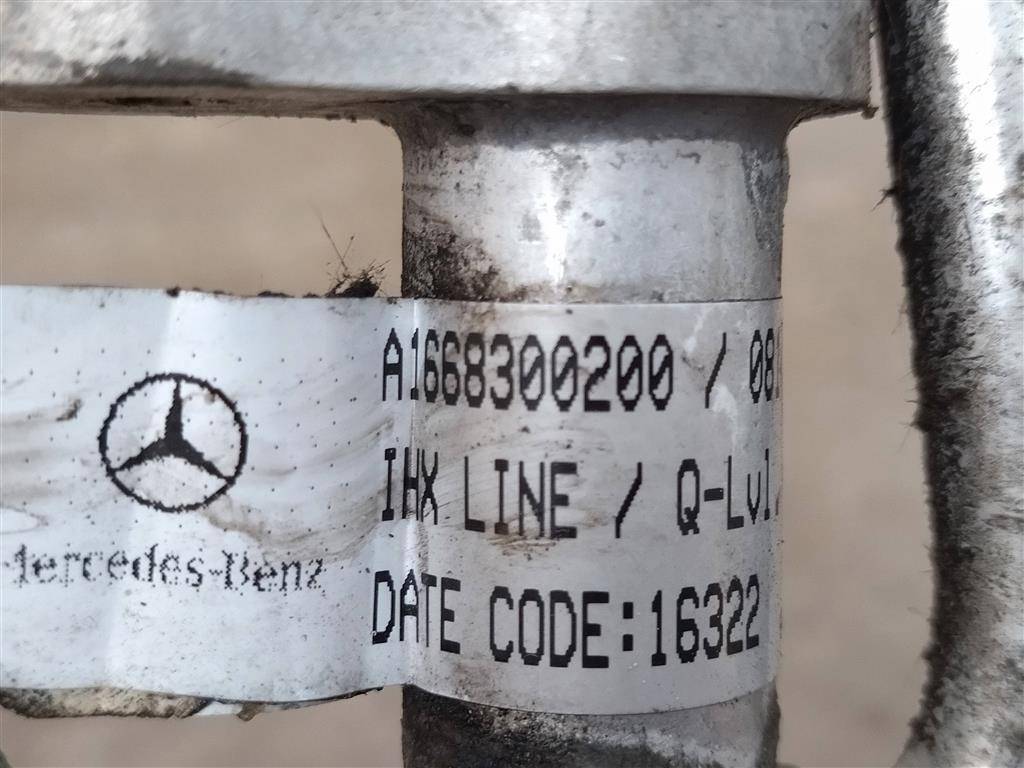 A1668300200 / 08
IHX LINE / Q-Lvl
DATE CODE:16322
Mercedes-Benz